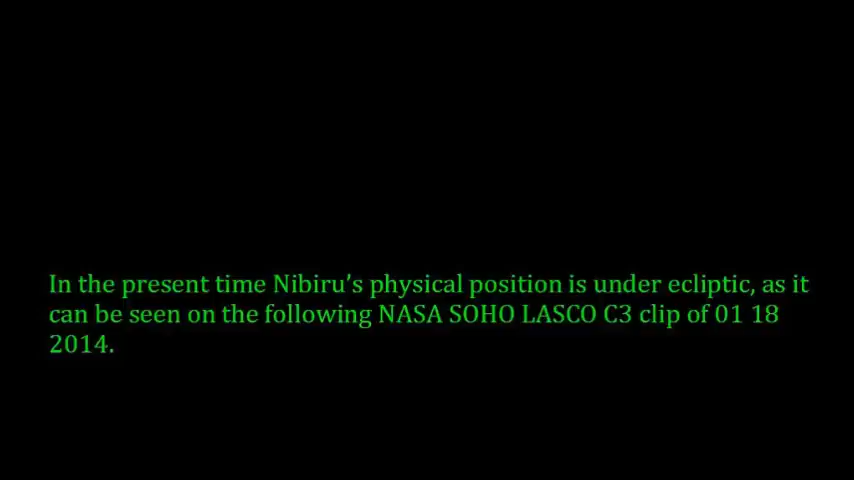 In the present time Nibiru’s physical position is under ecliptic, as it
can be seen on the following NASA SOHO LASCO C3 clip of 01 18
2014.